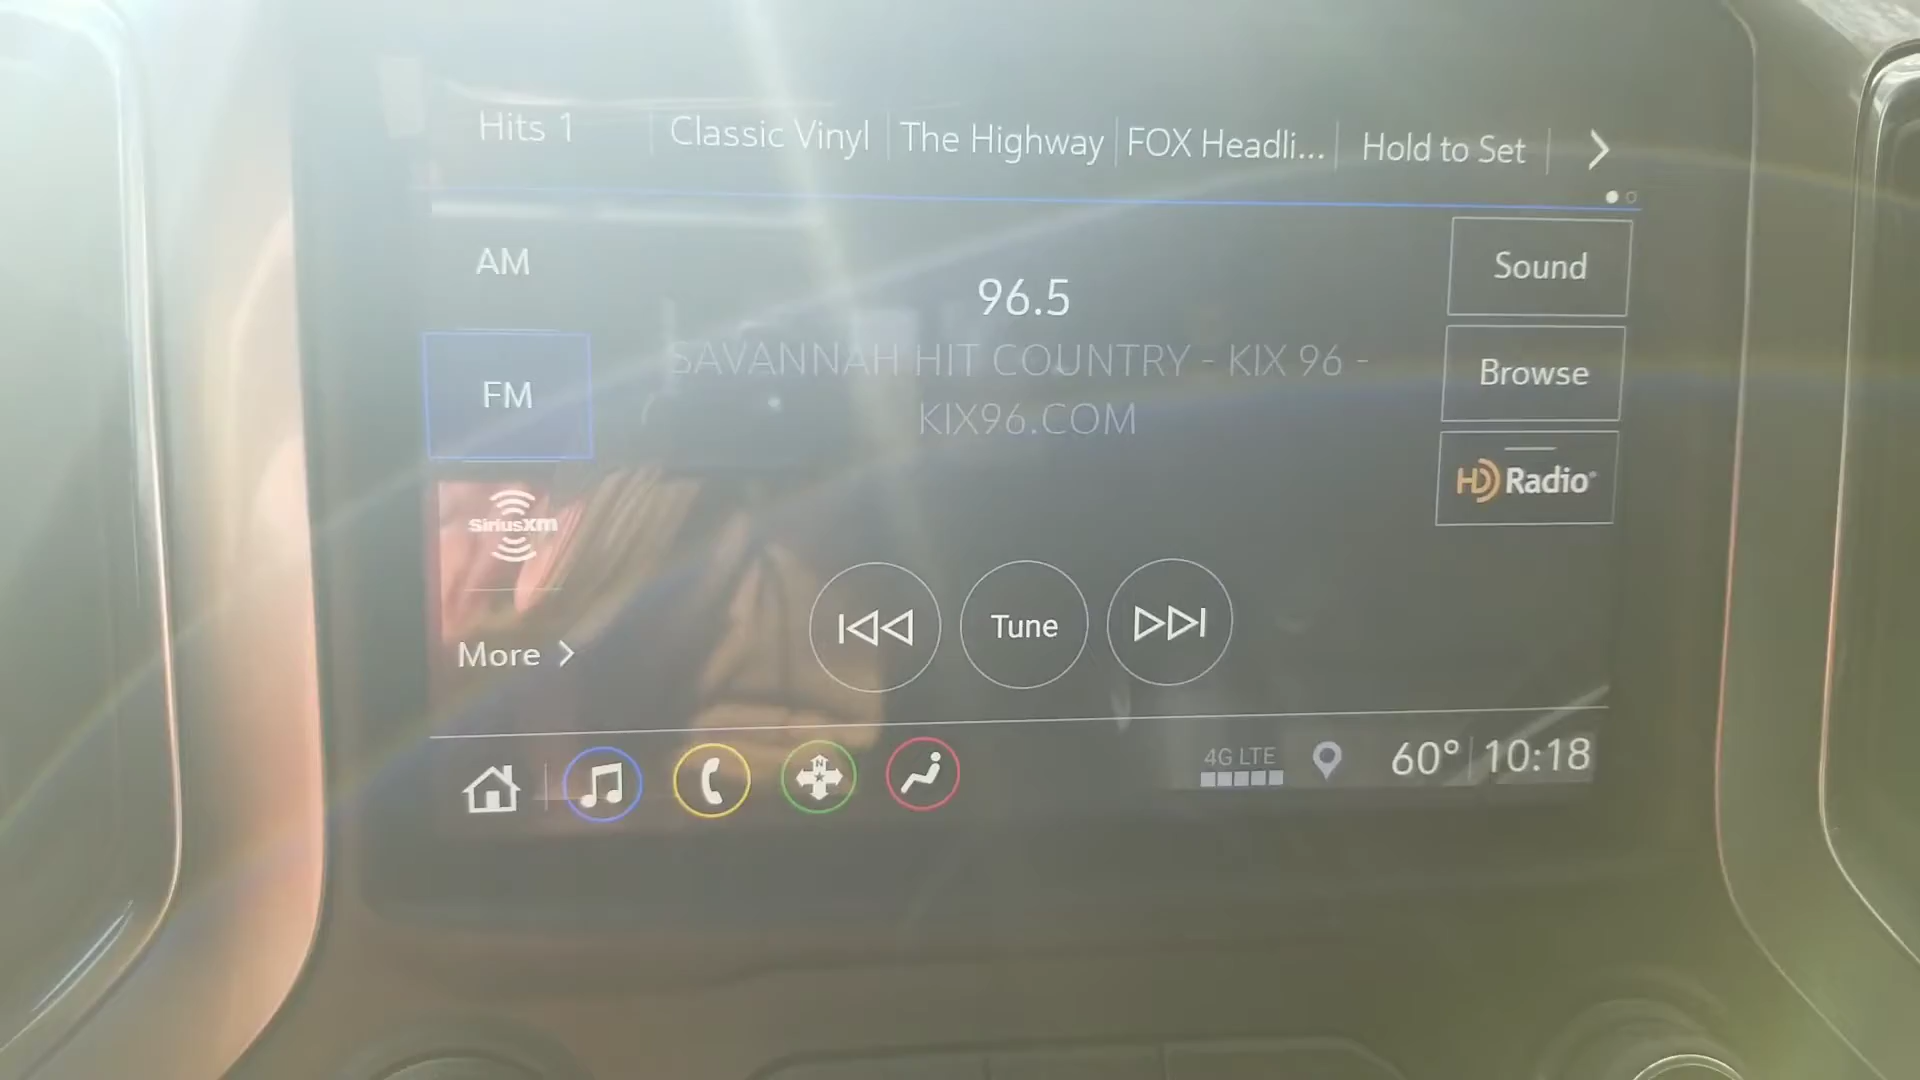 Hits 1
Classic Vinyl
The Highway
FOX Headli...
Hold to Set
AM
96.5
Sound
SAVANNAH HIT COUNTRY - KIX 96 -
KIX96.COM
Browse
FM
HD Radio®
SiriusXM
Tune
More
N
4G LTE
60° 10:18